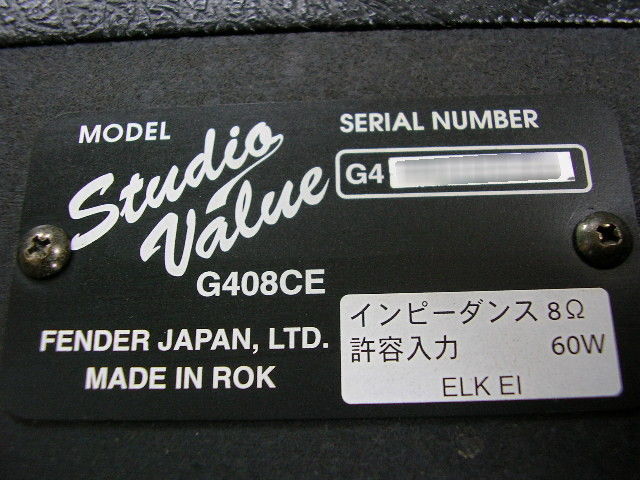 MODEL
Studio
Value
G408CE
SERIAL NUMBER
G4
FENDER JAPAN, LTD.
MADE IN ROK
インピーダンス 8Ω
許容入力 60W
ELK EI